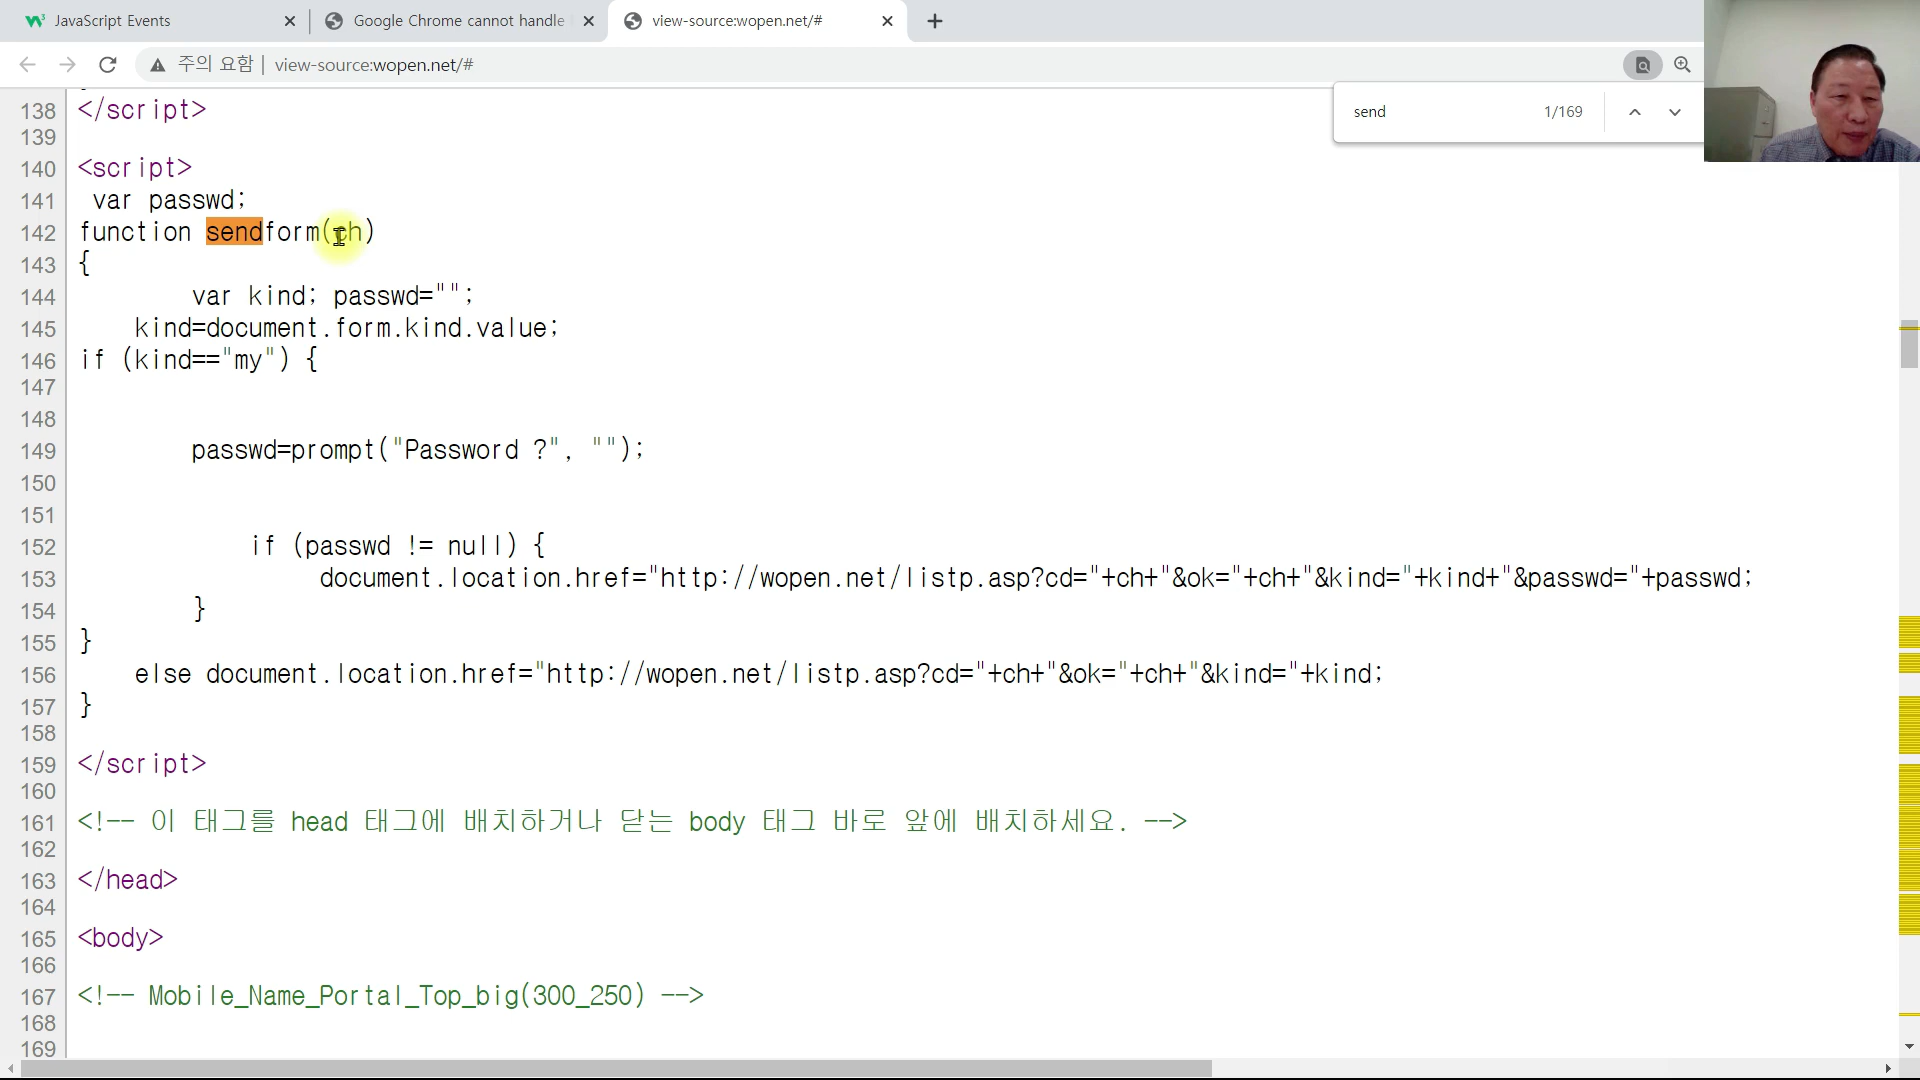 JavaScript Events
Google Chrome cannot handle
view-source:wopen.net/#
주의 요함 | view-source:wopen.net/#
send 1/169
138 </script>
139
140 <script>
141 var passwd;
142 function sendform(ch)
143 {
144 var kind; passwd="";
145 kind=document.form.kind.value;
146 if (kind=="my") {
147
148
149 passwd=prompt("Password ?", "");
150
151
152 if (passwd != null) {
153 document.location.href="http://wopen.net/listp.asp?cd="+ch+"&ok="+ch+"&kind="+kind+"&passwd="+passwd;
154 }
155 }
156 else document.location.href="http://wopen.net/listp.asp?cd="+ch+"&ok="+ch+"&kind="+kind;
157 }
158
159 </script>
160
161 <!-- 이 태그를 head 태그에 배치하거나 닫는 body 태그 바로 앞에 배치하세요. -->
162
163 </head>
164
165 <body>
166
167 <!-- Mobile_Name_Portal_Top_big(300_250) -->
168
169